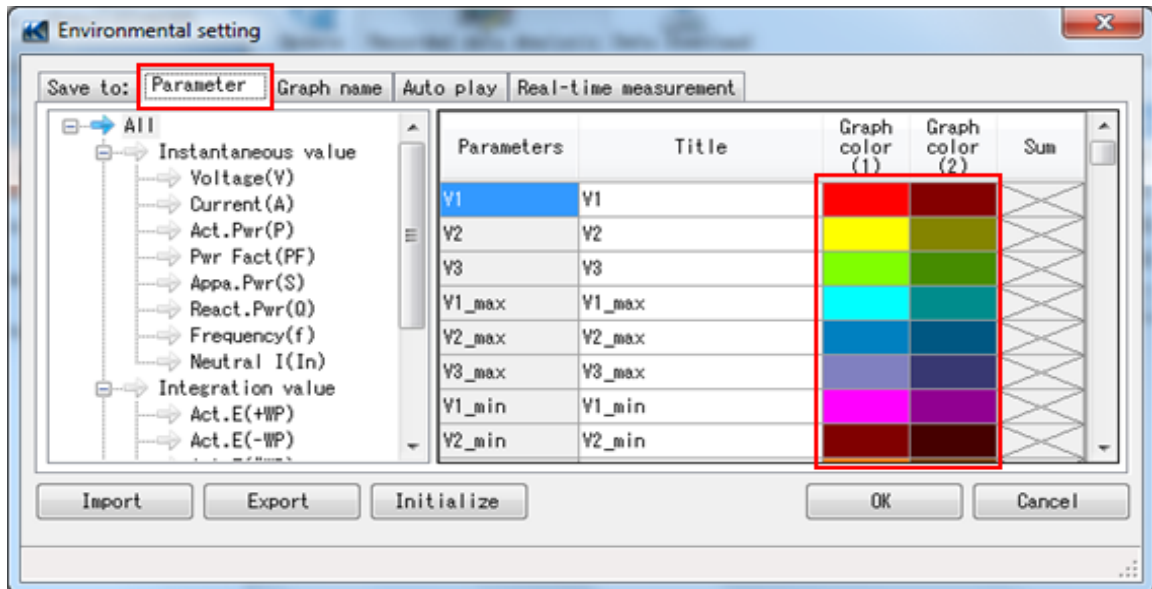 Environmental setting
Save to: Parameter Graph name Auto play Real-time measurement
All
Instantaneous value
Voltage(V)
Current(A)
Act.Pwr(P)
Pwr Fact(PF)
Appa.Pwr(S)
React.Pwr(Q)
Frequency(f)
Neutral I(In)
Integration value
Act.E(+WP)
Act.E(-WP)
Parameters Title Graph color (1) Graph color (2) Sum
V1 V1
V2 V2
V3 V3
V1_max V1_max
V2_max V2_max
V3_max V3_max
V1_min V1_min
V2_min V2_min
Import Export Initialize OK Cancel